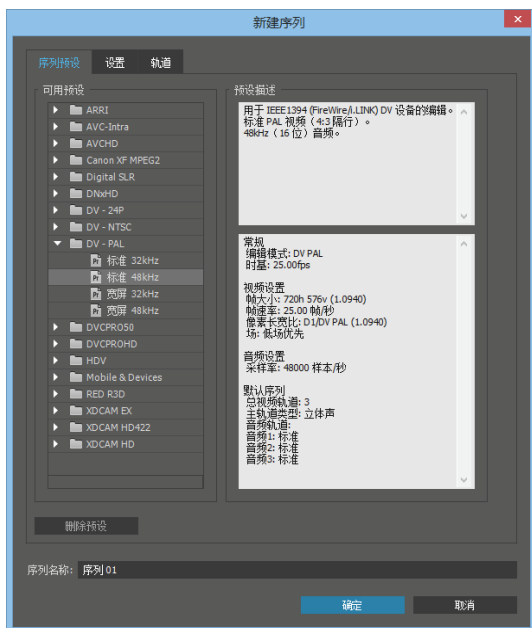 新建序列
序列预设 设置 轨道
可用预设
ARRI
AVC-Intra
AVCHD
Canon XF MPEG2
Digital SLR
DNxHD
DV - 24P
DV - NTSC
DV - PAL
标准 32kHz
标准 48kHz
宽屏 32kHz
宽屏 48kHz
DVCPRO50
DVCPROHD
HDV
Mobile & Devices
RED R3D
XDCAM EX
XDCAM HD422
XDCAM HD
预设描述
用于 IEEE1394 (FireWire/i.LINK) DV 设备的编辑。
标准 PAL 视频（4:3 隔行）。
48kHz（16 位）音频。
常规
编辑模式: DV PAL
时基: 25.00fps
视频设置
帧大小: 720h 576v (1.0940)
帧速率: 25.00 帧/秒
像素长宽比: D1/DV PAL (1.0940)
场: 低场优先
音频设置
采样率: 48000 样本/秒
默认序列
总视频轨道: 3
主轨道类型: 立体声
音频轨道:
音频1: 标准
音频2: 标准
音频3: 标准
删除预设
序列名称: 序列 01
确定 取消